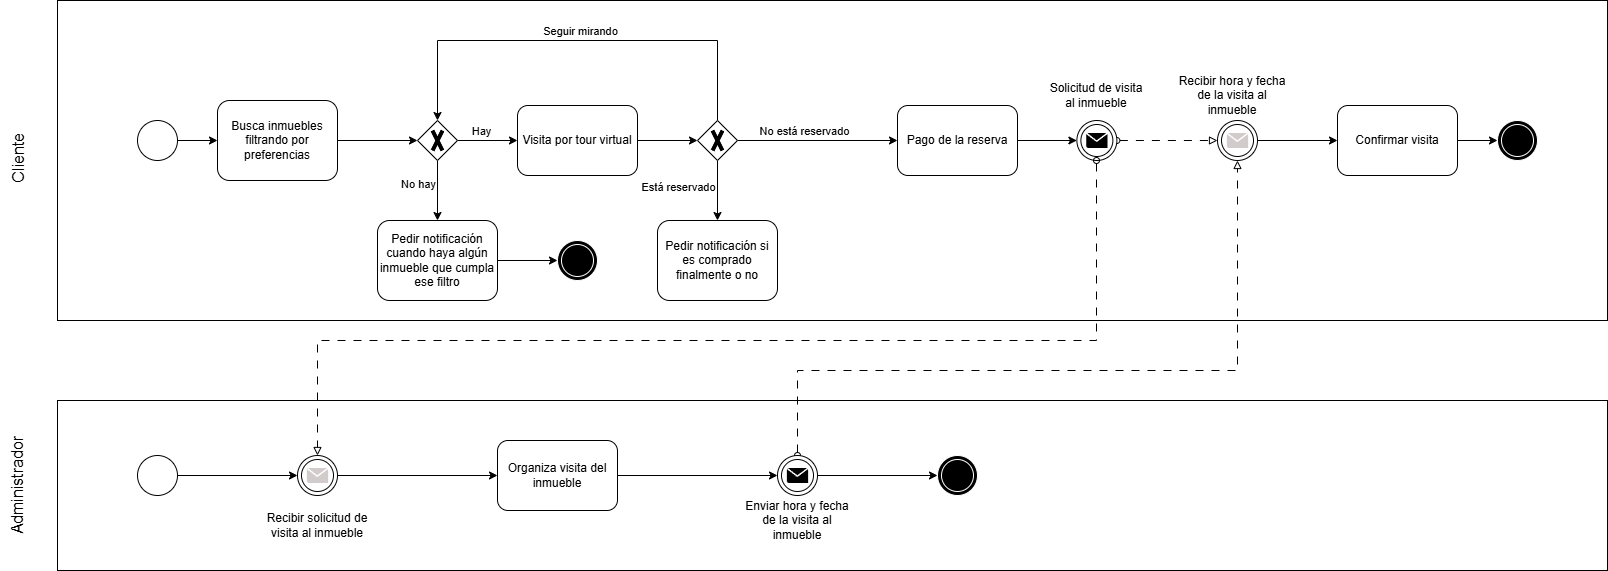 Cliente
Seguir mirando
Busca inmuebles
filtrando por
preferencias
Hay
No hay
Visita por tour virtual
No está reservado
Está reservado
Pago de la reserva
Solicitud de visita
al inmueble
Recibir hora y fecha
de la visita al
inmueble
Confirmar visita
Pedir notificación
cuando haya algún
inmueble que cumpla
ese filtro
Pedir notificación si
es comprado
finalmente o no
Administrador
Recibir solicitud de
visita al inmueble
Organiza visita del
inmueble
Enviar hora y fecha
de la visita al
inmueble